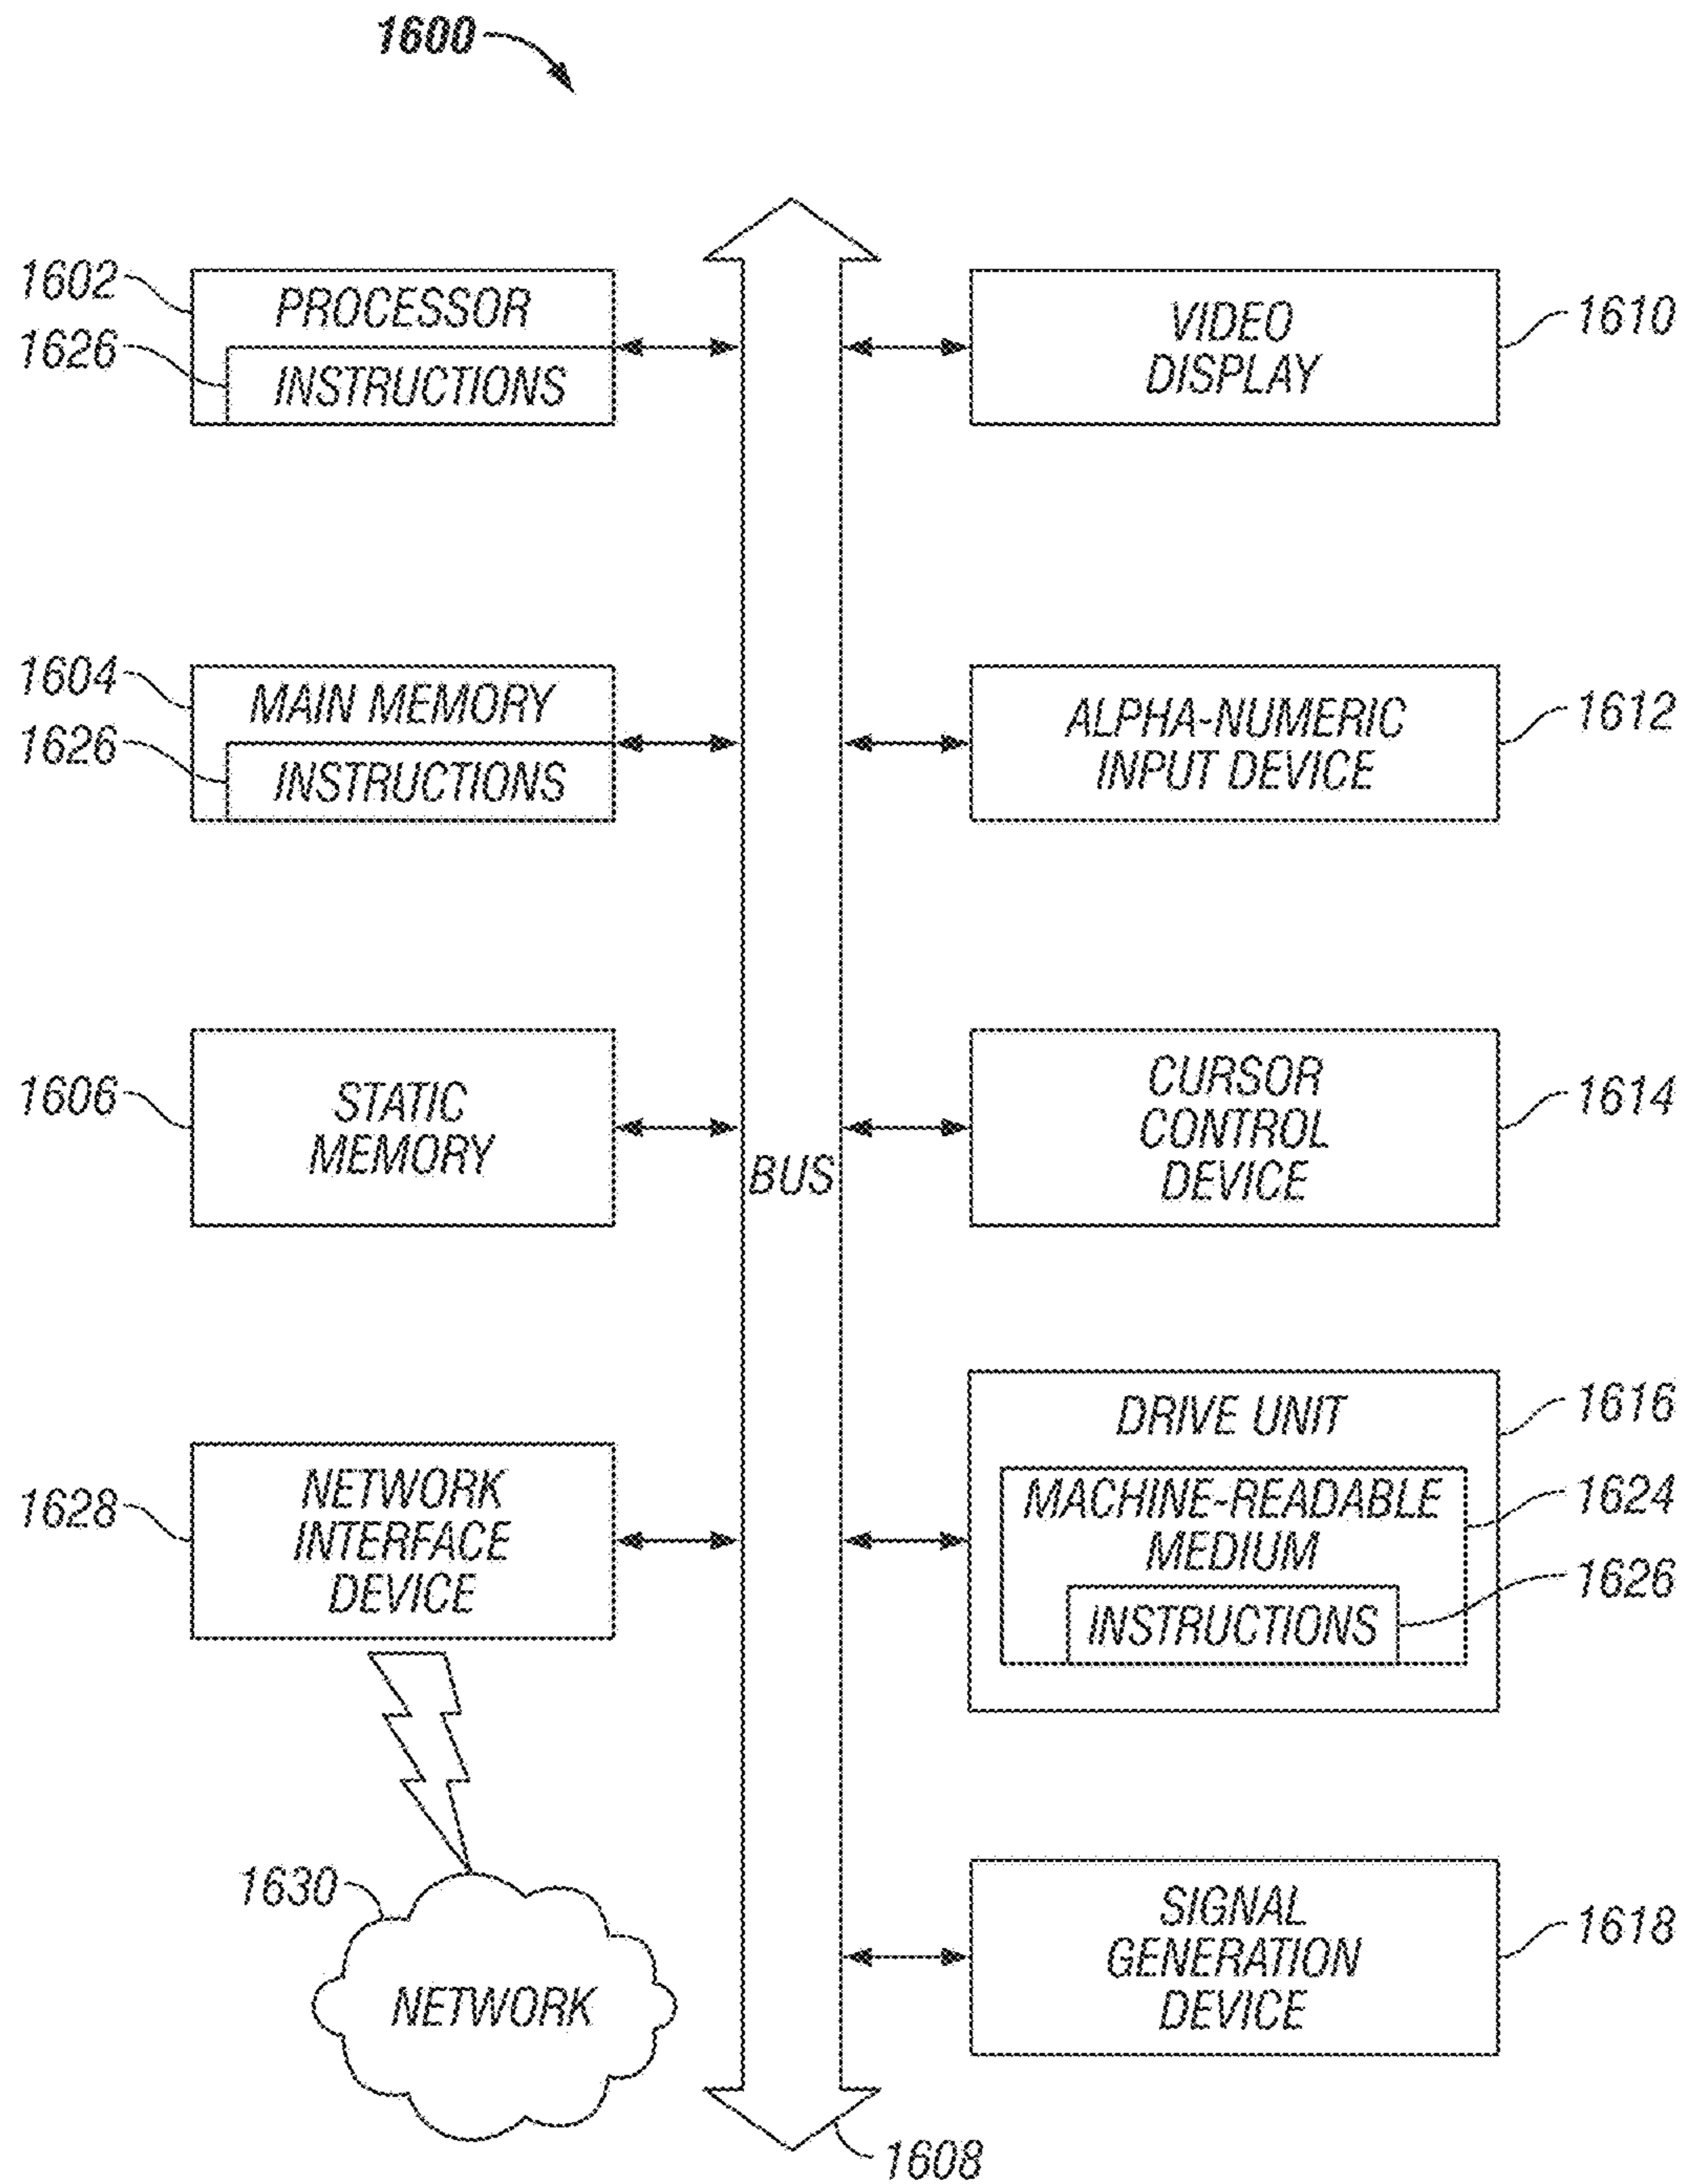 1600
1602
PROCESSOR
1626
INSTRUCTIONS
VIDEO
DISPLAY
1610
1604
MAIN MEMORY
1626
INSTRUCTIONS
ALPHA-NUMERIC
INPUT DEVICE
1612
1606
STATIC
MEMORY
BUS
CURSOR
CONTROL
DEVICE
1614
1628
NETWORK
INTERFACE
DEVICE
DRIVE UNIT
1616
MACHINE-READABLE
MEDIUM
1624
INSTRUCTIONS
1626
1630
NETWORK
SIGNAL
GENERATION
DEVICE
1618
1608